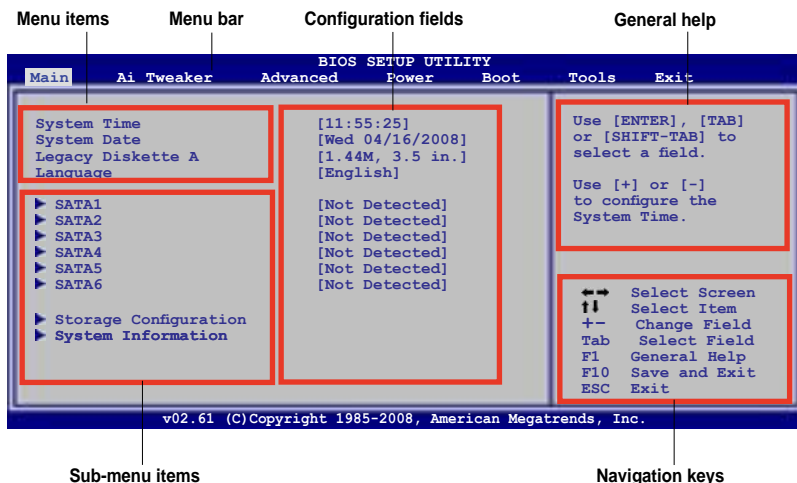 Menu items Menu bar Configuration fields General help
BIOS SETUP UTILITY
Main Ai Tweaker Advanced Power Boot Tools Exit
System Time [11:55:25]
System Date [Wed 04/16/2008]
Legacy Diskette A [1.44M, 3.5 in.]
Language [English]
SATA1 [Not Detected]
SATA2 [Not Detected]
SATA3 [Not Detected]
SATA4 [Not Detected]
SATA5 [Not Detected]
SATA6 [Not Detected]
Storage Configuration
System Information
Use [ENTER], [TAB]
or [SHIFT-TAB] to
select a field.
Use [+] or [-]
to configure the
System Time.
←→ Select Screen
↑↓ Select Item
+- Change Field
Tab Select Field
F1 General Help
F10 Save and Exit
ESC Exit
v02.61 (C)Copyright 1985-2008, American Megatrends, Inc.
Sub-menu items Navigation keys